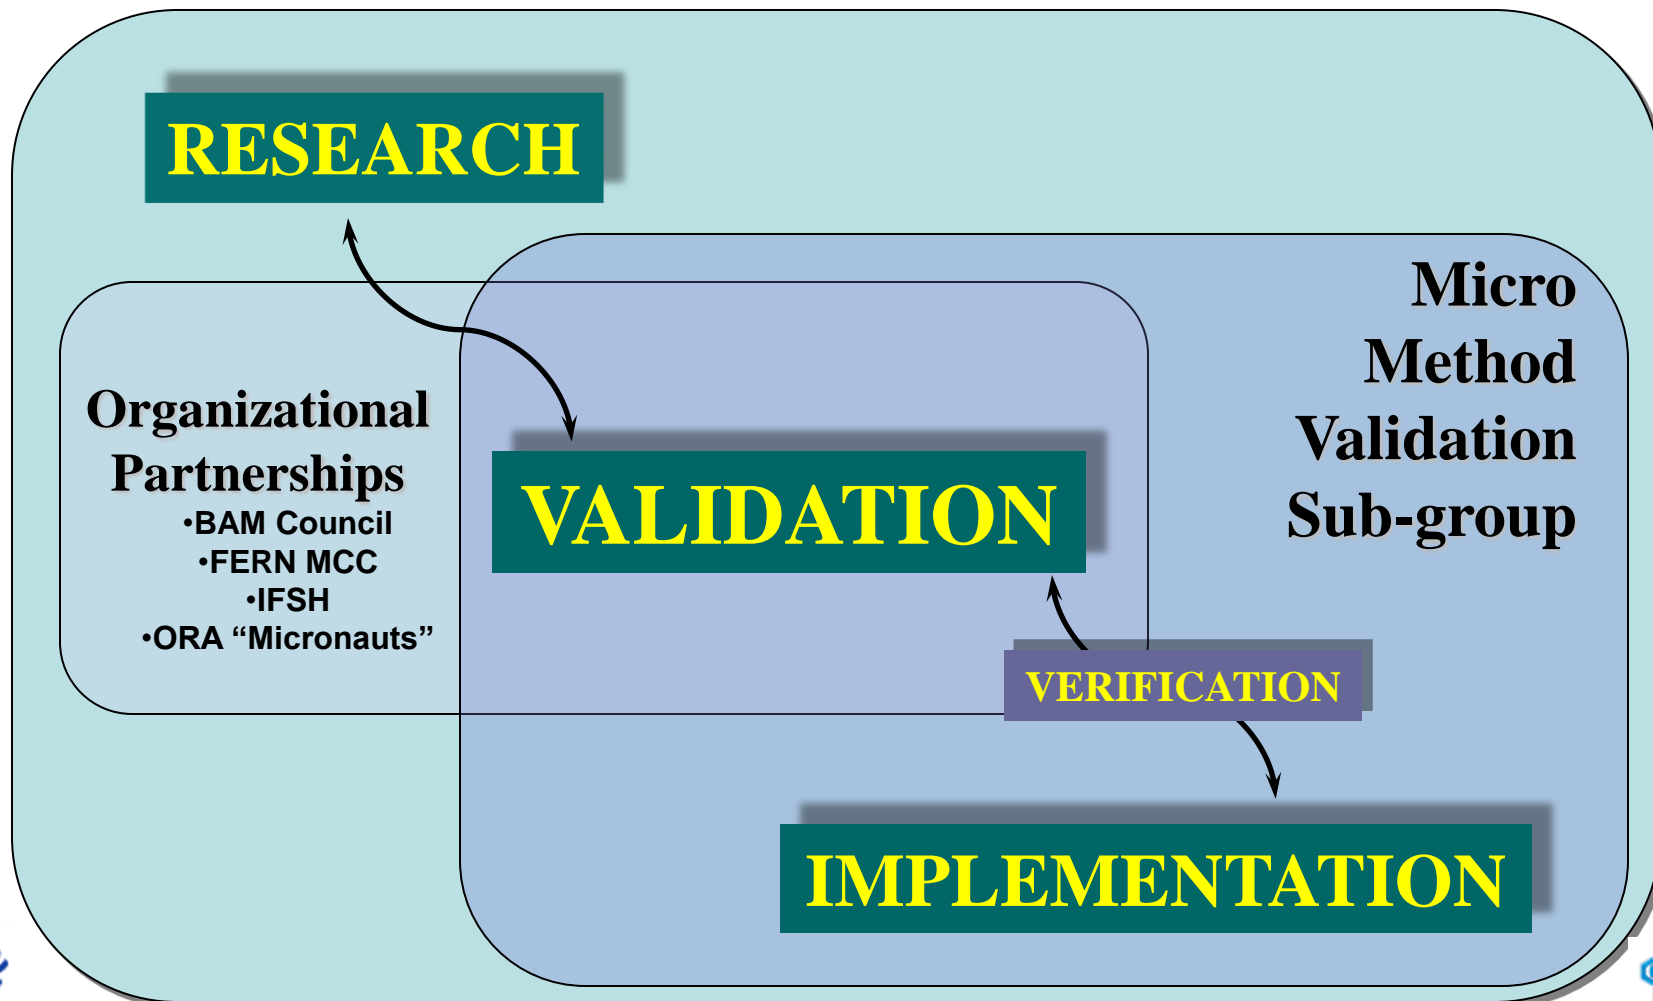 RESEARCH
Micro
Method
Validation
Sub-group
Organizational
Partnerships
•BAM Council
•FERN MCC
•IFSH
•ORA “Micronauts”
VALIDATION
VERIFICATION
IMPLEMENTATION